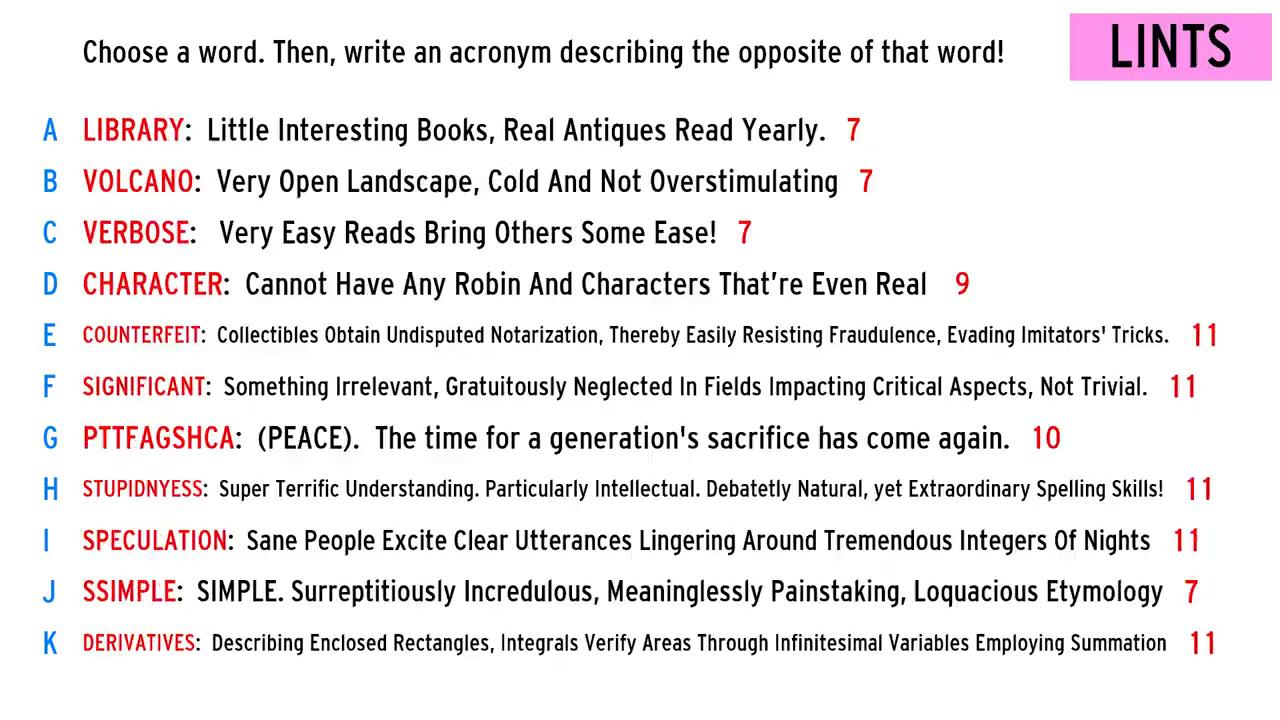 Choose a word. Then, write an acronym describing the opposite of that word!
LINTS
A LIBRARY: Little Interesting Books, Real Antiques Read Yearly. 7
B VOLCANO: Very Open Landscape, Cold And Not Overstimulating 7
C VERBOSE: Very Easy Reads Bring Others Some Ease! 7
D CHARACTER: Cannot Have Any Robin And Characters That're Even Real 9
E COUNTERFEIT: Collectibles Obtain Undisputed Notarization, Thereby Easily Resisting Fraudulence, Evading Imitators' Tricks. 11
F SIGNIFICANT: Something Irrelevant, Gratuitously Neglected In Fields Impacting Critical Aspects, Not Trivial. 11
G PTTFAGSHCA: (PEACE). The time for a generation's sacrifice has come again. 10
H STUPIDNYESS: Super Terrific Understanding. Particularly Intellectual. Debatetly Natural, yet Extraordinary Spelling Skills! 11
I SPECULATION: Sane People Excite Clear Utterances Lingering Around Tremendous Integers Of Nights 11
J SSIMPLE: SIMPLE. Surreptitiously Incredulous, Meaninglessly Painstaking, Loquacious Etymology 7
K DERIVATIVES: Describing Enclosed Rectangles, Integrals Verify Areas Through Infinitesimal Variables Employing Summation 11